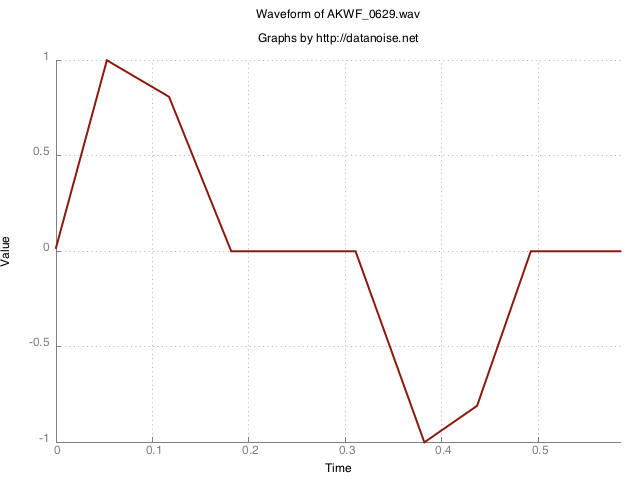 Waveform of AKWF_0629.wav
Graphs by http://datanoise.net
1
0.5
0
-0.5
-1
Value
0 0.1 0.2 0.3 0.4 0.5
Time